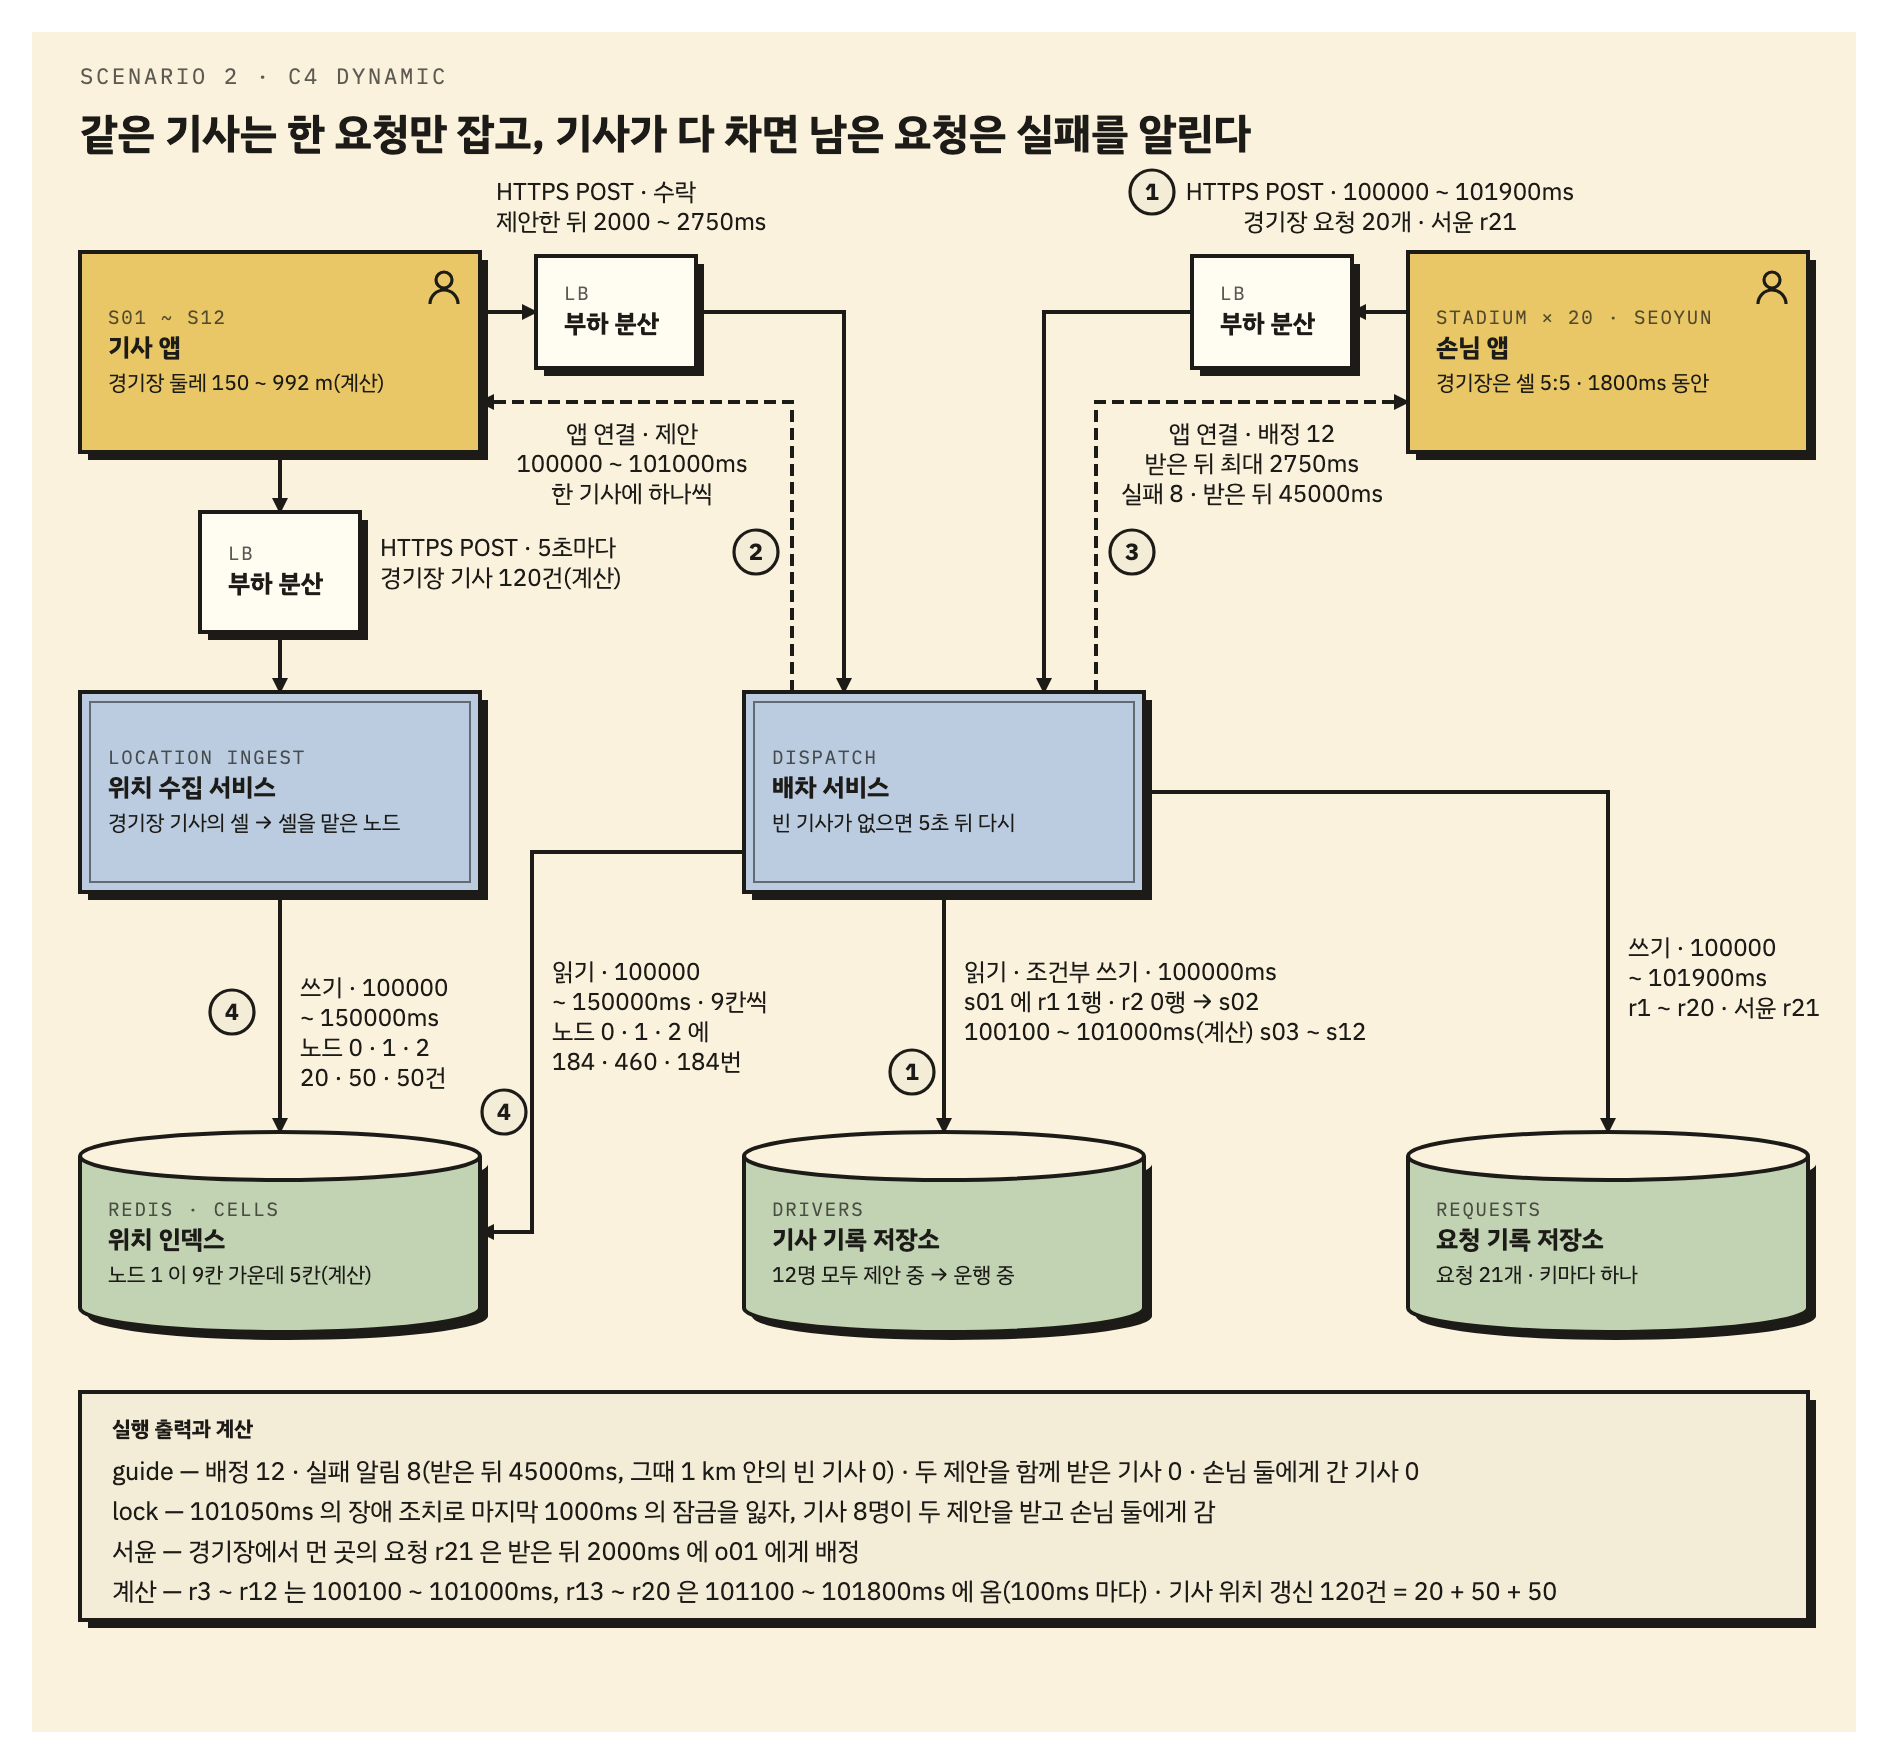 SCENARIO 2 · C4 DYNAMIC
같은 기사는 한 요청만 잡고, 기사가 다 차면 남은 요청은 실패를 알린다
HTTPS POST · 수락
제안한 뒤 2000 ~ 2750ms
1
HTTPS POST · 100000 ~ 101900ms
경기장 요청 20개 · 서윤 r21
S01 ~ S12
기사 앱
경기장 둘레 150 ~ 992 m(계산)
LB
부하 분산
LB
부하 분산
STADIUM × 20 · SEOYUN
손님 앱
경기장은 셀 5:5 · 1800ms 동안
앱 연결 · 제안
100000 ~ 101000ms
한 기사에 하나씩
2
앱 연결 · 배정 12
받은 뒤 최대 2750ms
실패 8 · 받은 뒤 45000ms
3
LB
부하 분산
HTTPS POST · 5초마다
경기장 기사 120건(계산)
LOCATION INGEST
위치 수집 서비스
경기장 기사의 셀 → 셀을 맡은 노드
DISPATCH
배차 서비스
빈 기사가 없으면 5초 뒤 다시
4
쓰기 · 100000
~ 150000ms
노드 0 · 1 · 2
20 · 50 · 50건
4
읽기 · 100000
~ 150000ms · 9칸씩
노드 0 · 1 · 2 에
184 · 460 · 184번
1
읽기 · 조건부 쓰기 · 100000ms
s01 에 r1 1행 · r2 0행 → s02
100100 ~ 101000ms(계산) s03 ~ s12
쓰기 · 100000
~ 101900ms
r1 ~ r20 · 서윤 r21
REDIS · CELLS
위치 인덱스
노드 1 이 9칸 가운데 5칸(계산)
DRIVERS
기사 기록 저장소
12명 모두 제안 중 → 운행 중
REQUESTS
요청 기록 저장소
요청 21개 · 키마다 하나
실행 출력과 계산
guide — 배정 12 · 실패 알림 8(받은 뒤 45000ms, 그때 1 km 안의 빈 기사 0) · 두 제안을 함께 받은 기사 0 · 손님 둘에게 간 기사 0
lock — 101050ms 의 장애 조치로 마지막 1000ms 의 잠금을 잃자, 기사 8명이 두 제안을 받고 손님 둘에게 감
서윤 — 경기장에서 먼 곳의 요청 r21 은 받은 뒤 2000ms 에 o01 에게 배정
계산 — r3 ~ r12 는 100100 ~ 101000ms, r13 ~ r20 은 101100 ~ 101800ms 에 옴(100ms 마다) · 기사 위치 갱신 120건 = 20 + 50 + 50